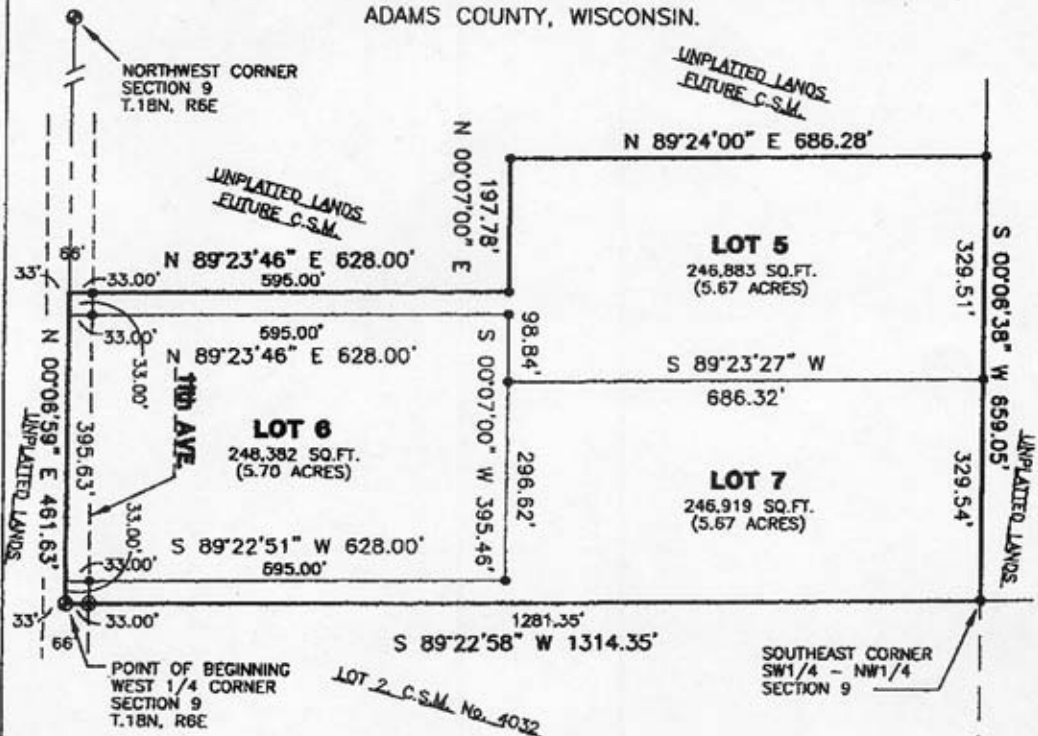 ADAMS COUNTY, WISCONSIN.
NORTHWEST CORNER
SECTION 9
T.18N, R6E
UNPLATTED LANDS
FUTURE C.S.M.
N 89°24'00" E 686.28'
UNPLATTED LANDS
FUTURE C.S.M.
N 00°07'00" E
197.78'
LOT 5
246,883 SQ.FT.
(5.67 ACRES)
329.51'
S 00°06'38" W 659.05'
66'
33'
N 89°23'46" E 628.00'
33.00'
595.00'
33.00'
595.00'
N 89°23'46" E 628.00'
33.00'
98.84'
S 00°07'00" W 395.46'
S 89°23'27" W
686.32'
N 00°06'59" E 461.63'
UNPLATTED LANDS
395.63'
11th AVE.
LOT 6
248,382 SQ.FT.
(5.70 ACRES)
296.62'
LOT 7
246,919 SQ.FT.
(5.67 ACRES)
329.54'
UNPLATTED LANDS
33.00'
S 89°22'51" W 628.00'
33.00'
595.00'
33'
33.00'
66'
1281.35'
S 89°22'58" W 1314.35'
POINT OF BEGINNING
WEST 1/4 CORNER
SECTION 9
T.18N, R6E
LOT 2, C.S.M. No. 4032
SOUTHEAST CORNER
SW1/4 - NW1/4
SECTION 9